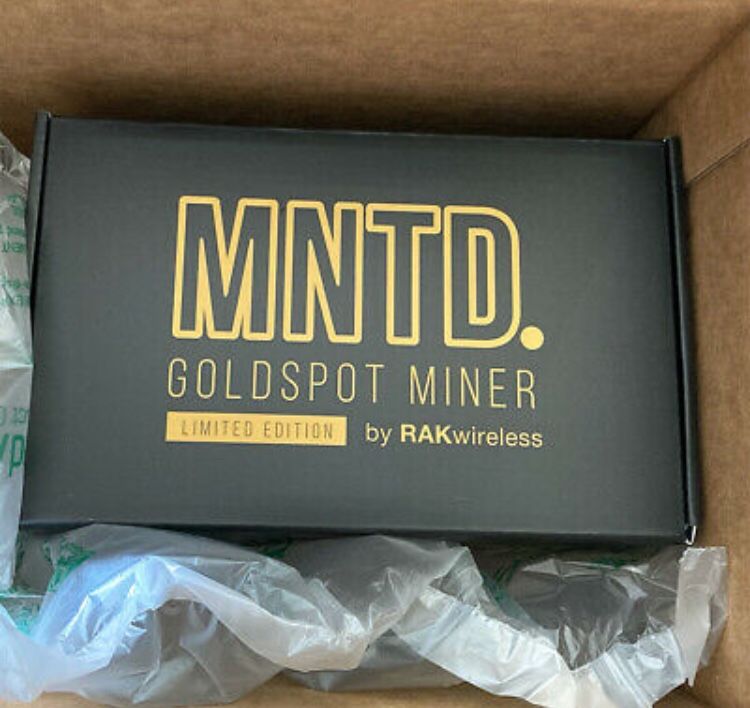 MNTD.
GOLDSPOT MINER
LIMITED EDITION by RAKwireless